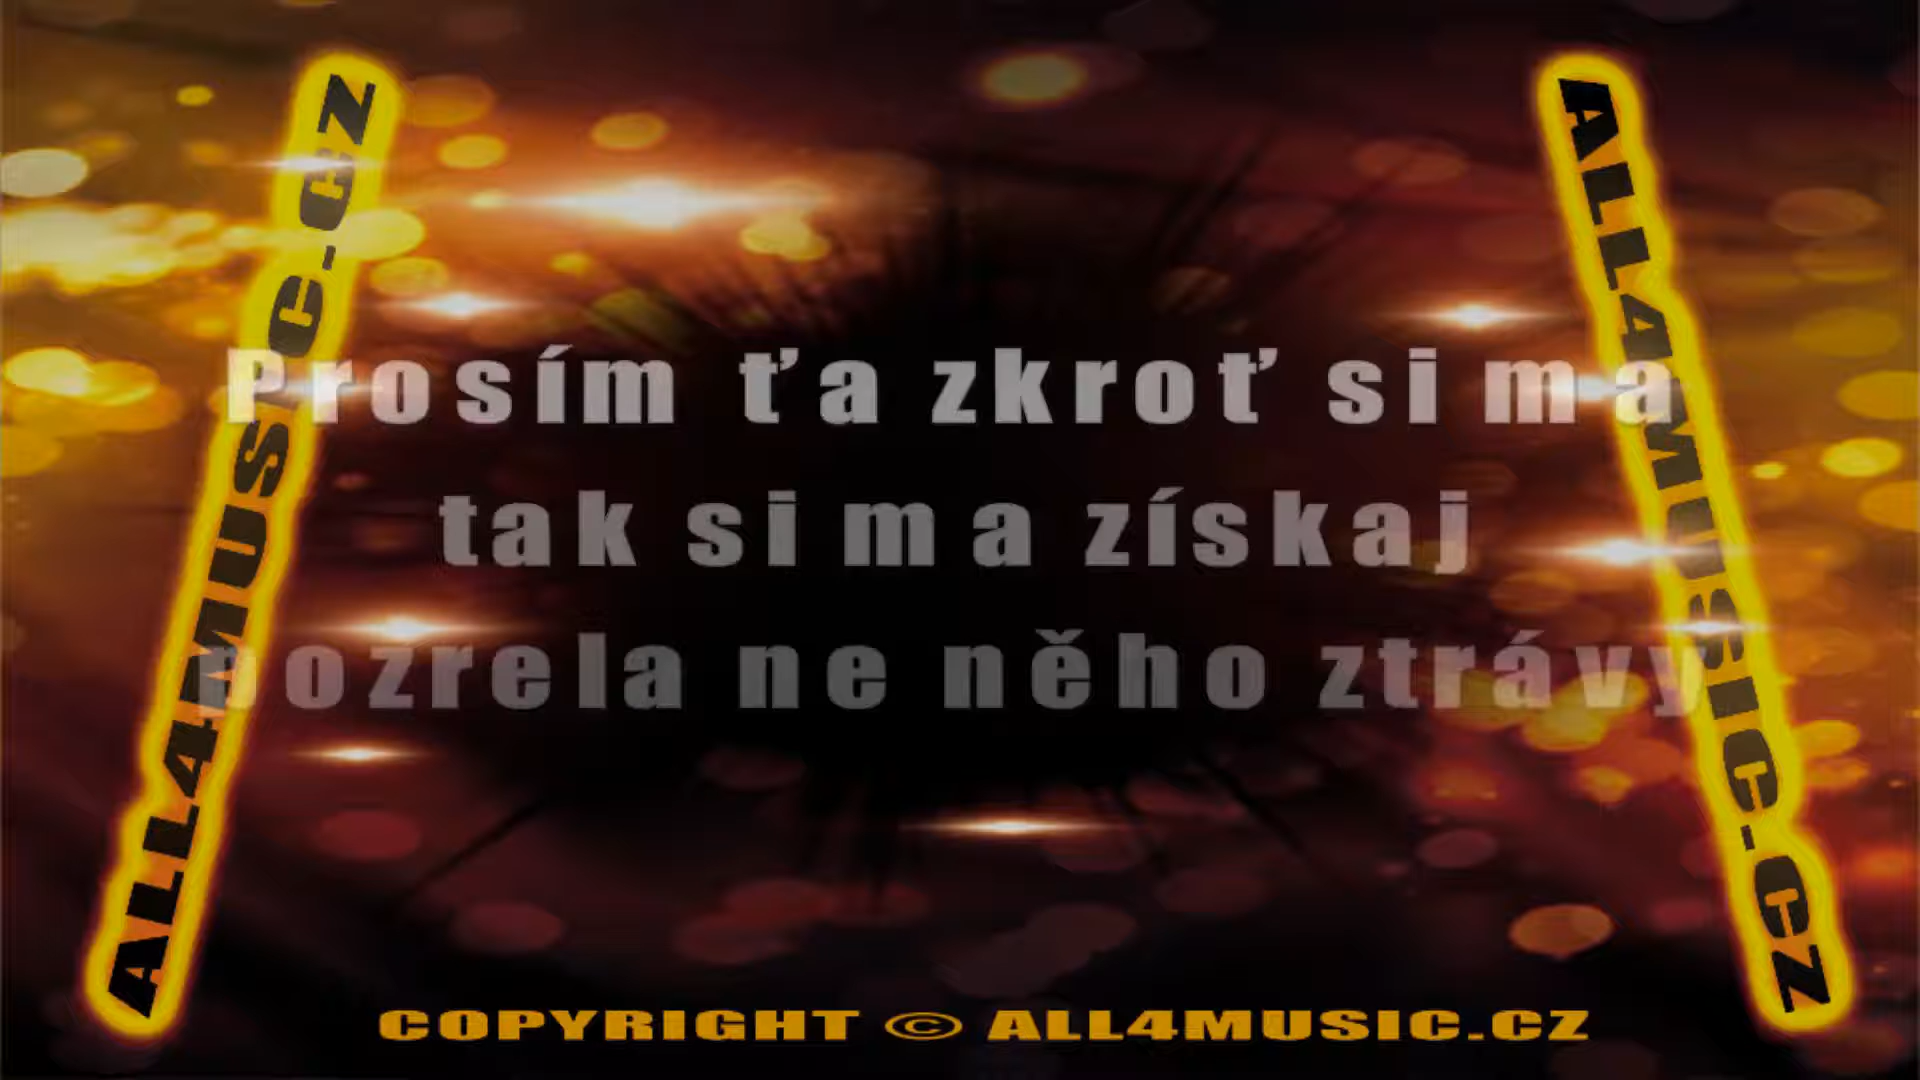 ALL4MUSIC.CZ
ALL4MUSIC.CZ
Prosím ťa zkroť si ma
tak si ma získaj
pozrela ne něho ztrávy
COPYRIGHT © ALL4MUSIC.CZ